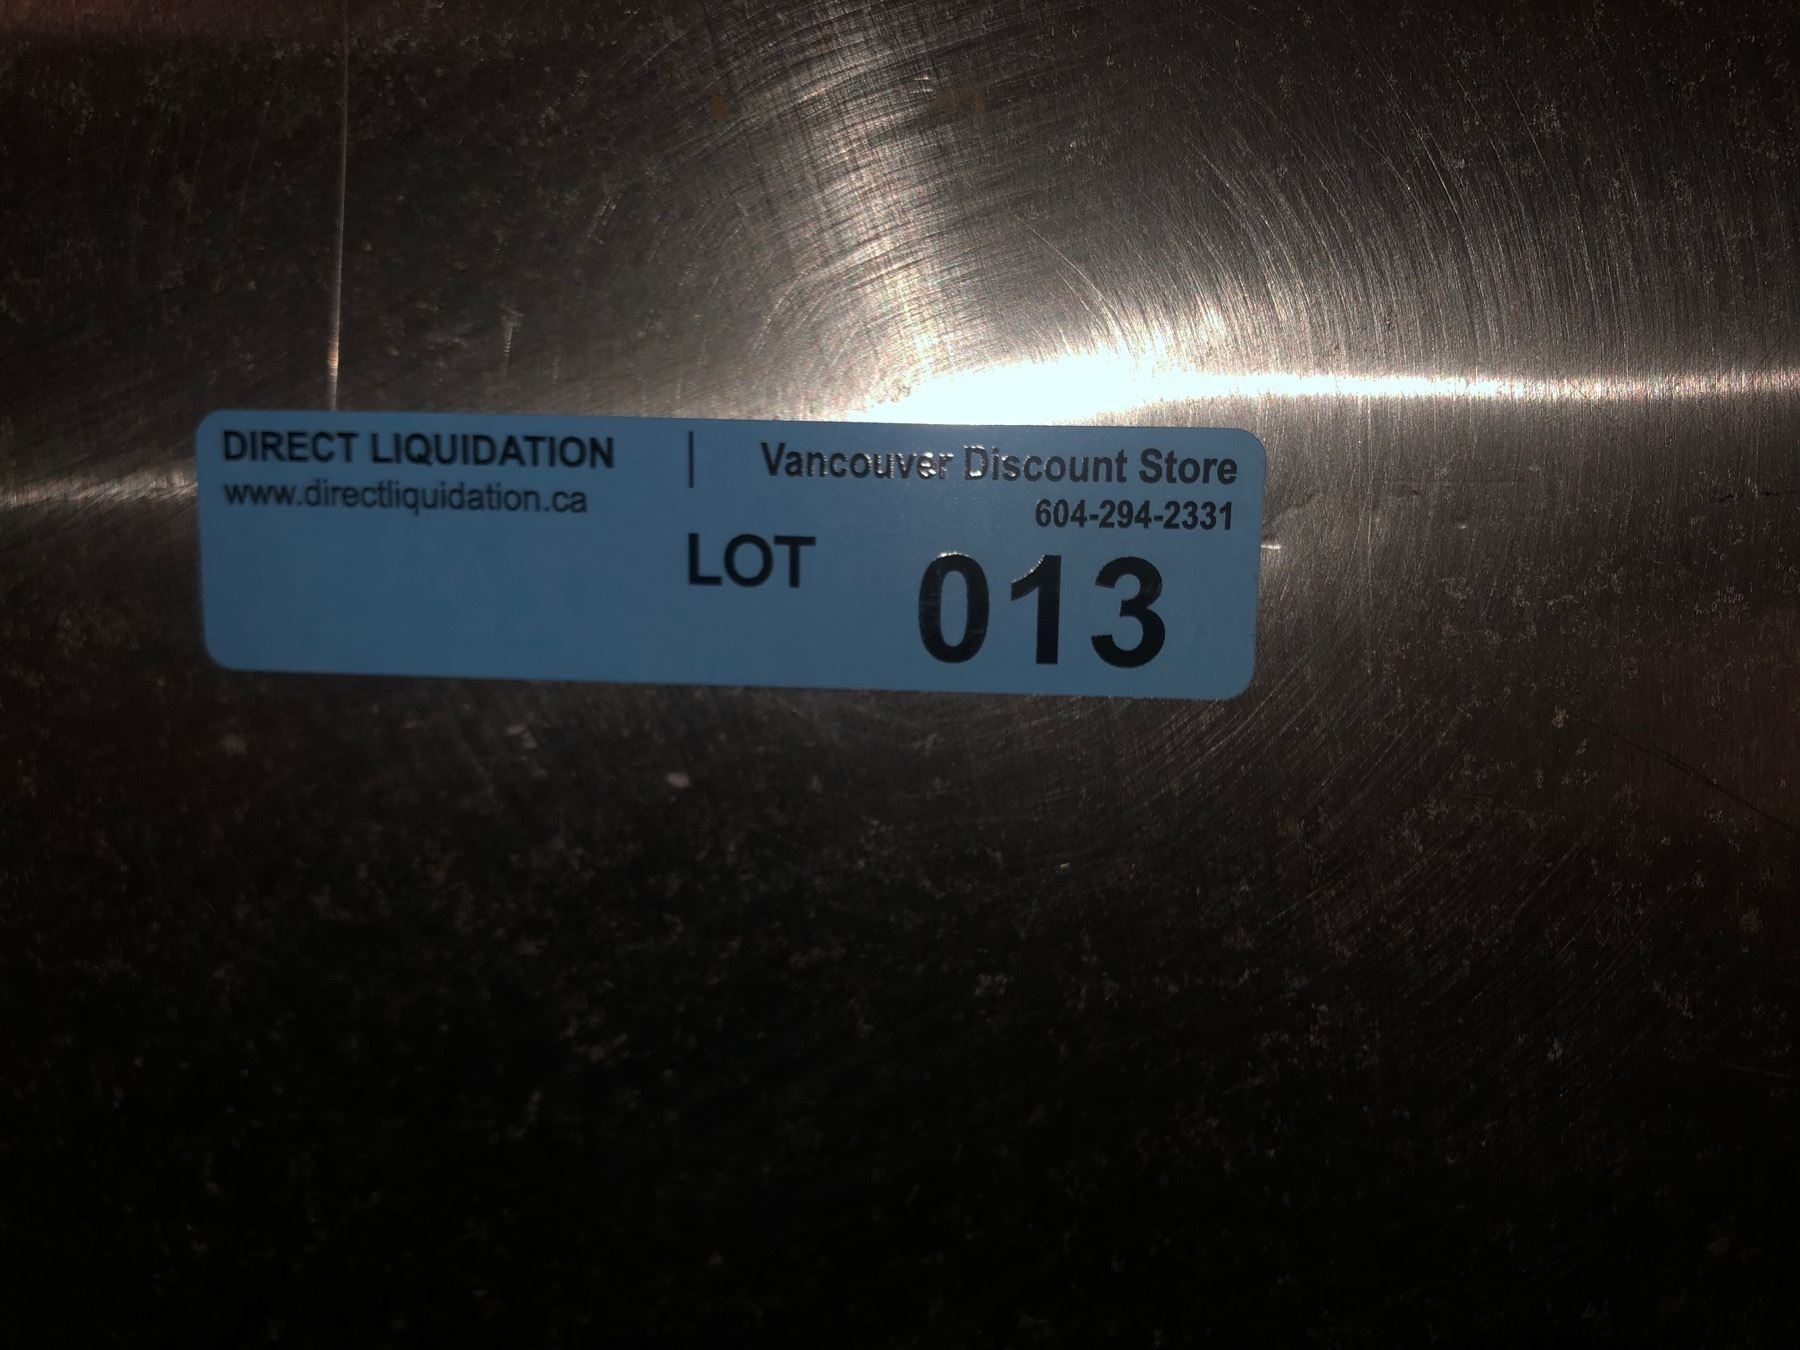 DIRECT LIQUIDATION | Vancouver Discount Store
www.directliquidation.ca 604-294-2331
LOT 013